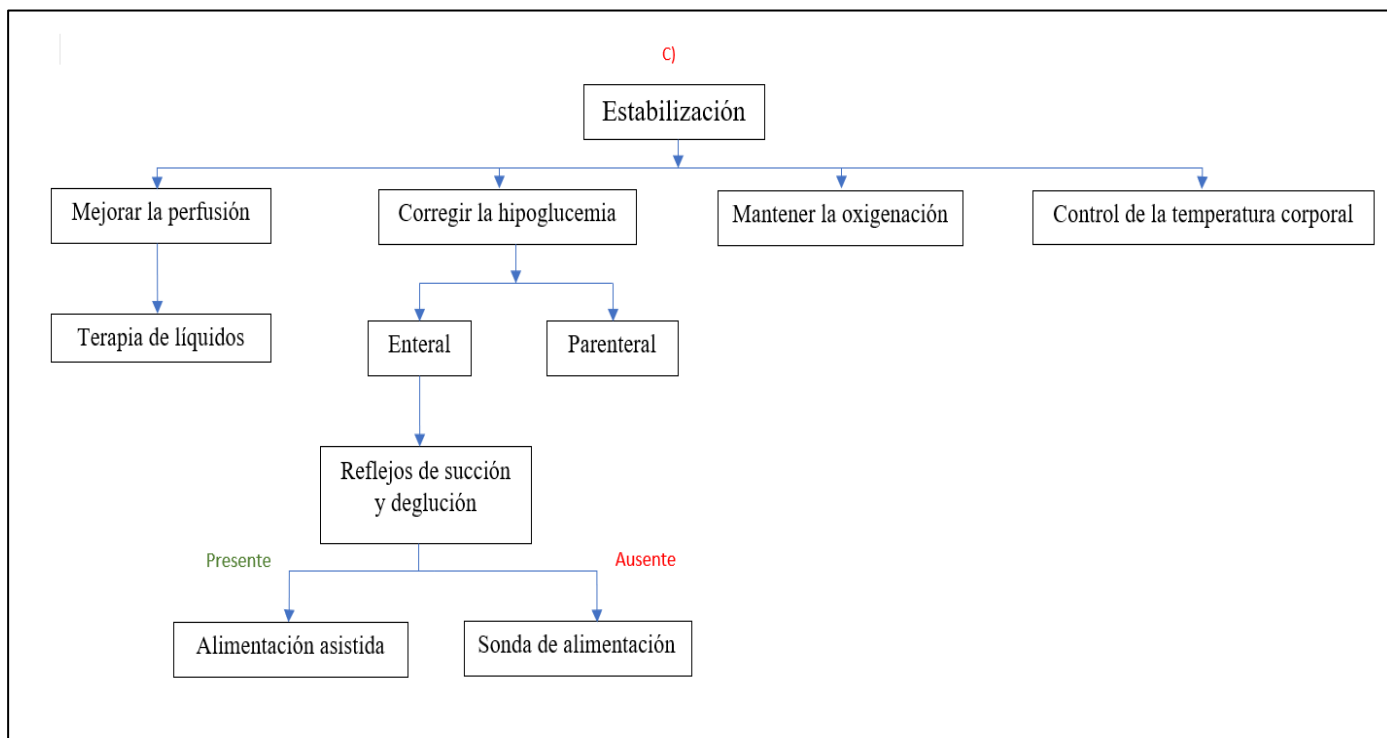 C)
Estabilización
Mejorar la perfusión
Corregir la hipoglucemia
Mantener la oxigenación
Control de la temperatura corporal
Terapia de líquidos
Enteral
Parenteral
Reflejos de succión
y deglución
Presente
Ausente
Alimentación asistida
Sonda de alimentación